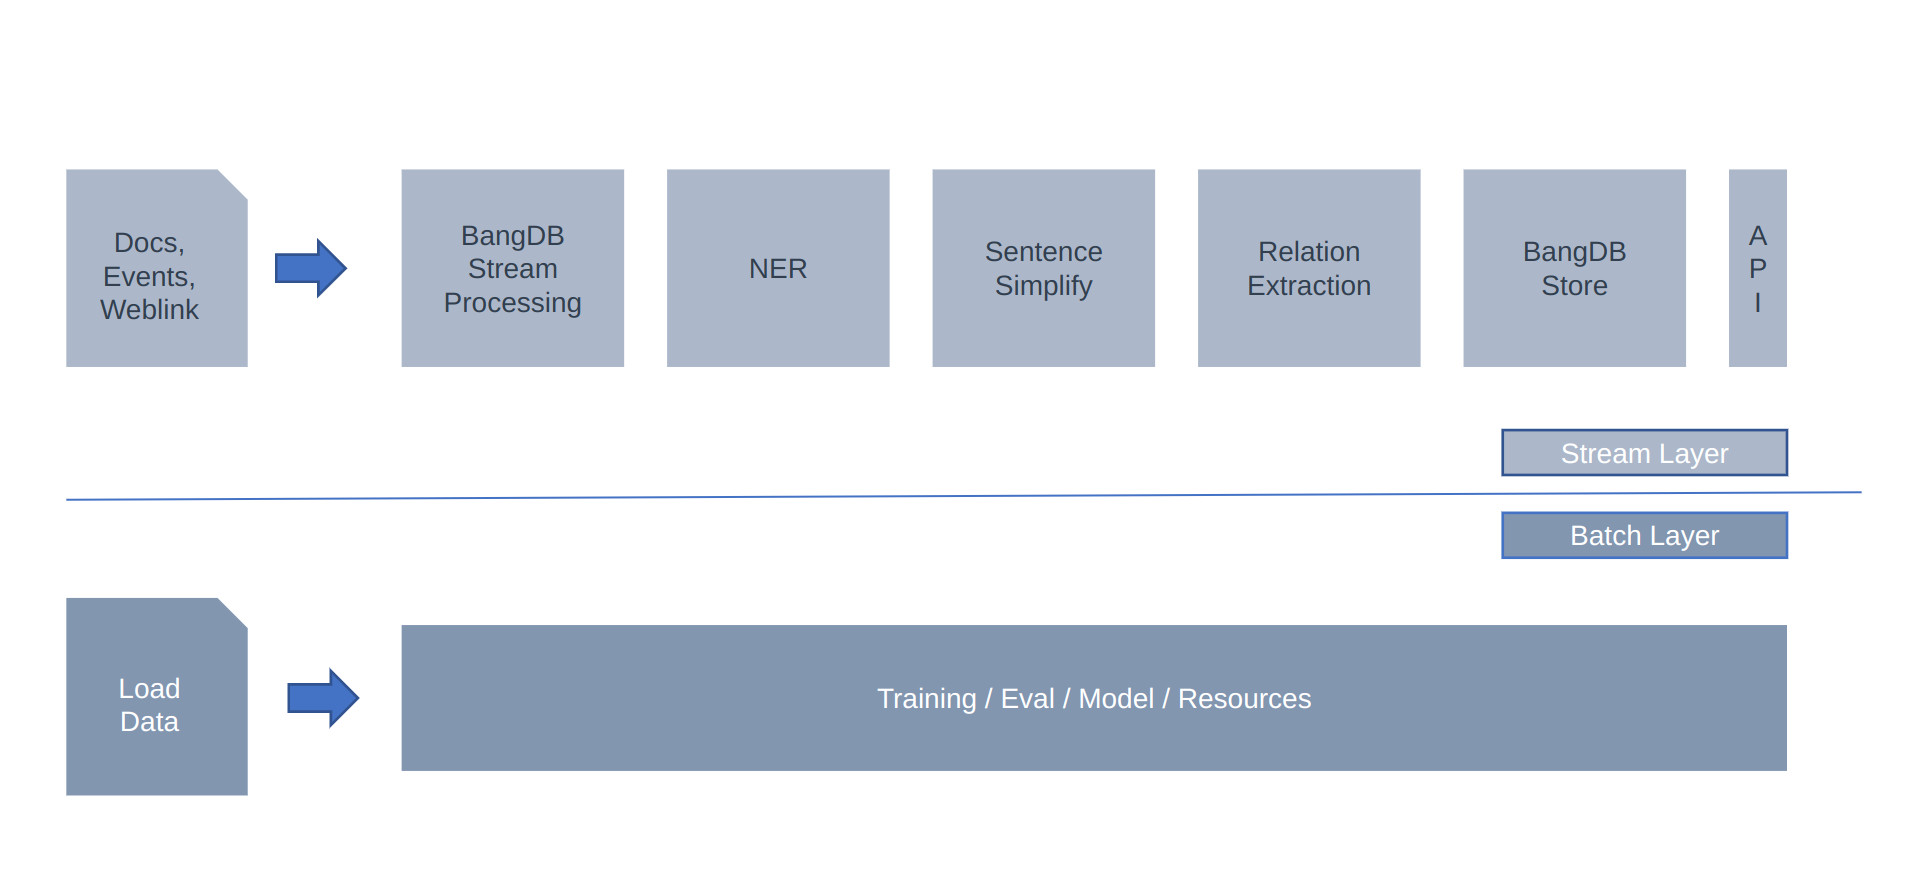 Docs,
Events,
Weblink
BangDB
Stream
Processing
NER
Sentence
Simplify
Relation
Extraction
BangDB
Store
A
P
I
Stream Layer
Batch Layer
Load
Data
Training / Eval / Model / Resources